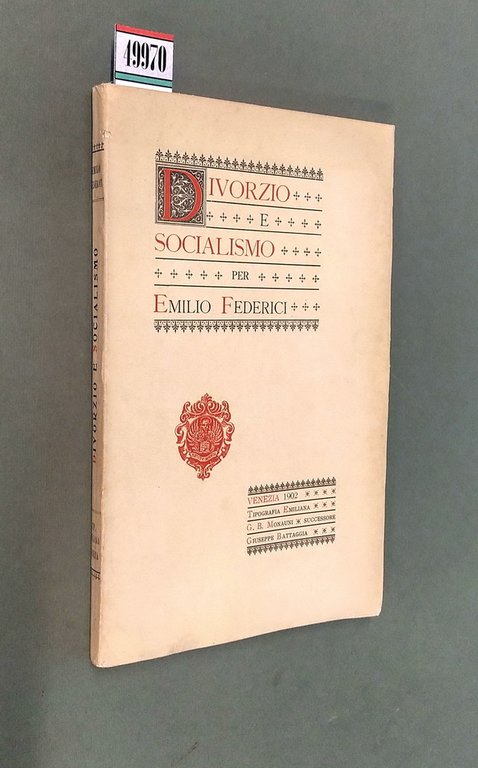 49970
DIVORZIO
E
SOCIALISMO
PER
EMILIO FEDERICI
VENEZIA 1902
TIPOGRAFIA EMILIANA
G. B. MONAUNI * SUCCESSORE
GIUSEPPE BATTAGGIA
DIVORZIO E SOCIALISMO